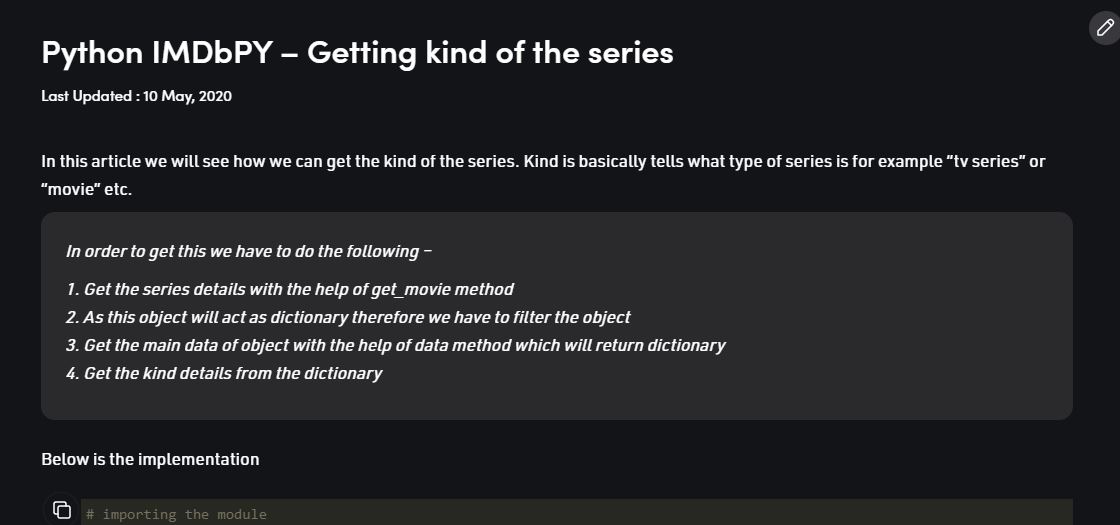 Python IMDbPY – Getting kind of the series
Last Updated : 10 May, 2020
In this article we will see how we can get the kind of the series. Kind is basically tells what type of series is for example “tv series” or
“movie” etc.
In order to get this we have to do the following –
1. Get the series details with the help of get_movie method
2. As this object will act as dictionary therefore we have to filter the object
3. Get the main data of object with the help of data method which will return dictionary
4. Get the kind details from the dictionary
Below is the implementation
# importing the module